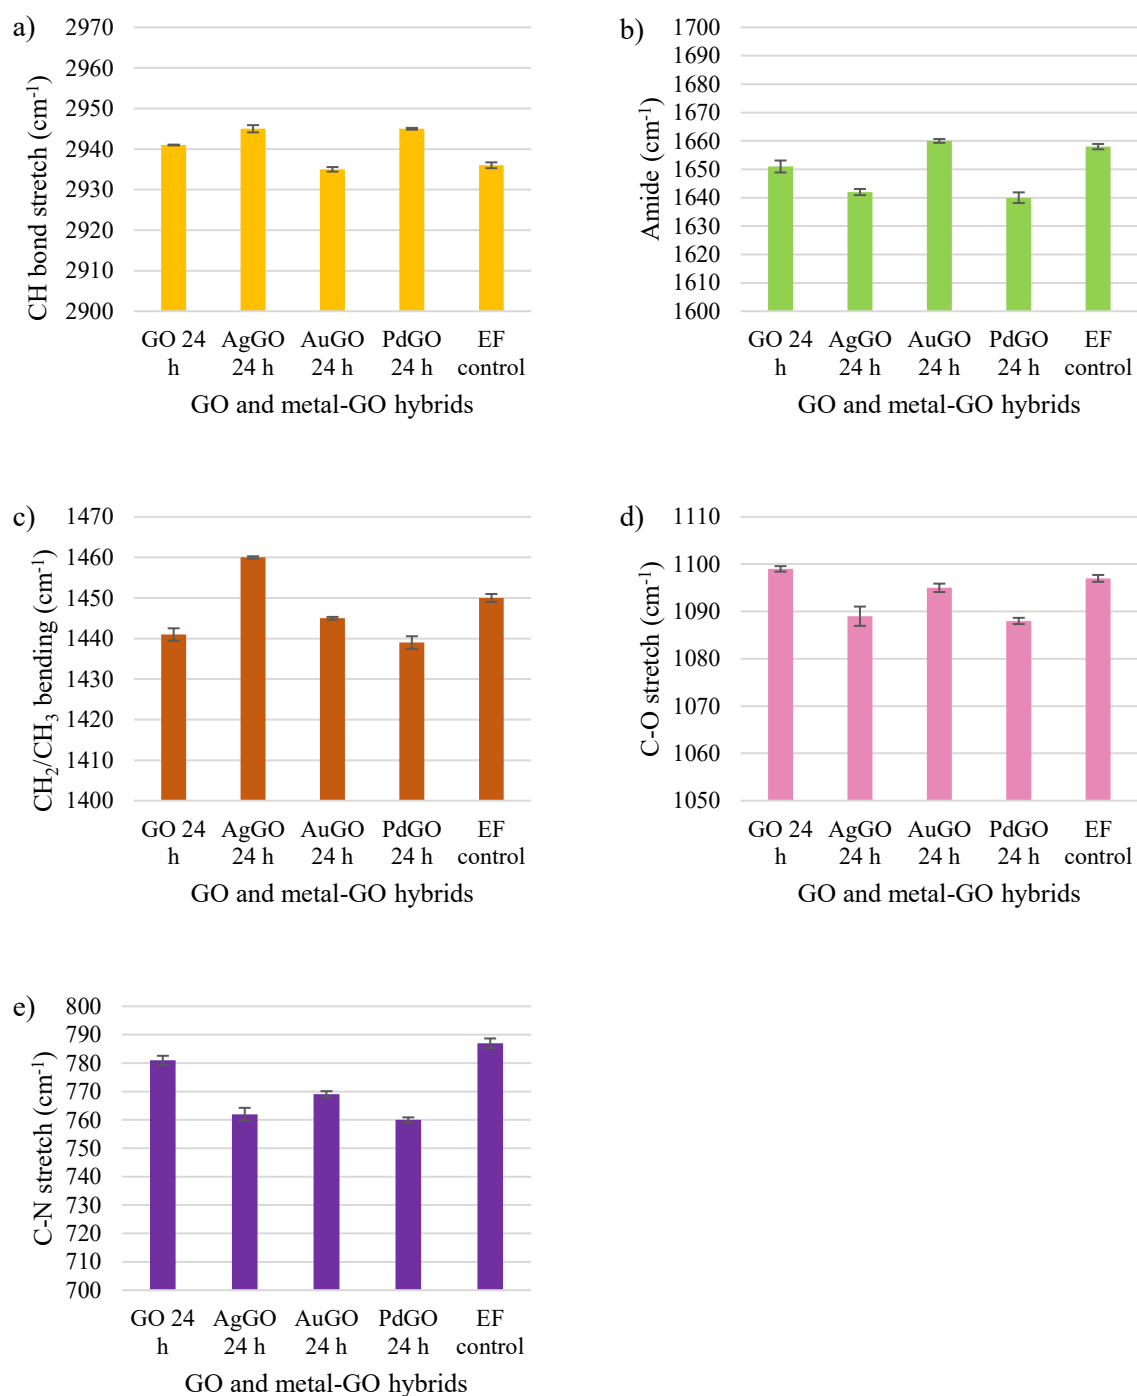 a)
CH bond stretch (cm-1)
2970
2960
2950
2940
2930
2920
2910
2900
GO 24 h
AgGO 24 h
AuGO 24 h
PdGO 24 h
EF control
GO and metal-GO hybrids
b)
Amide (cm-1)
1700
1690
1680
1670
1660
1650
1640
1630
1620
1610
1600
GO 24 h
AgGO 24 h
AuGO 24 h
PdGO 24 h
EF control
GO and metal-GO hybrids
c)
CH2/CH3 bending (cm-1)
1470
1460
1450
1440
1430
1420
1410
1400
GO 24 h
AgGO 24 h
AuGO 24 h
PdGO 24 h
EF control
GO and metal-GO hybrids
d)
C-O stretch (cm-1)
1110
1100
1090
1080
1070
1060
1050
GO 24 h
AgGO 24 h
AuGO 24 h
PdGO 24 h
EF control
GO and metal-GO hybrids
e)
C-N stretch (cm-1)
800
790
780
770
760
750
740
730
720
710
700
GO 24 h
AgGO 24 h
AuGO 24 h
PdGO 24 h
EF control
GO and metal-GO hybrids